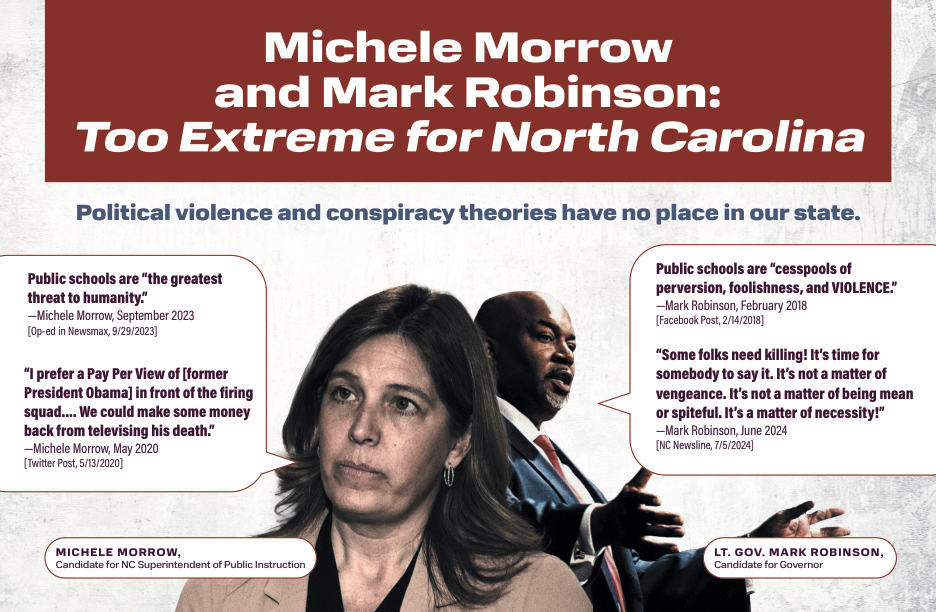 Michele Morrow
and Mark Robinson:
Too Extreme for North Carolina
Political violence and conspiracy theories have no place in our state.
Public schools are “the greatest
threat to humanity.”
—Michele Morrow, September 2023
[Op-ed in Newsmax, 9/29/2023]
“I prefer a Pay Per View of [former
President Obama] in front of the firing
squad.... We could make some money
back from televising his death.”
—Michele Morrow, May 2020
[Twitter Post, 5/13/2020]
Public schools are “cesspools of
perversion, foolishness, and VIOLENCE.”
—Mark Robinson, February 2018
[Facebook Post, 2/14/2018]
“Some folks need killing! It’s time for
somebody to say it. It’s not a matter of
vengeance. It’s not a matter of being mean
or spiteful. It’s a matter of necessity!”
—Mark Robinson, June 2024
[NC Newsline, 7/5/2024]
MICHELE MORROW,
Candidate for NC Superintendent of Public Instruction
LT. GOV. MARK ROBINSON,
Candidate for Governor